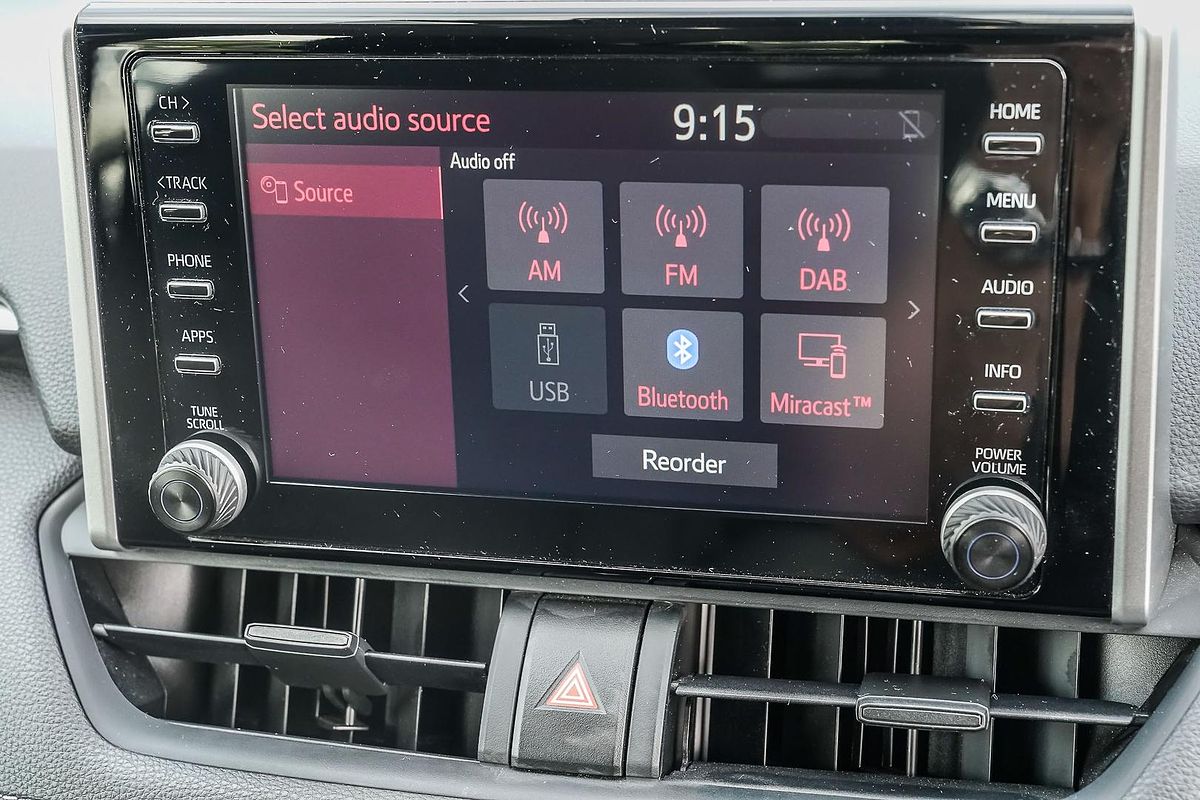 CH >
< TRACK
PHONE
APPS
TUNE
SCROLL
Select audio source
9:15
Source
Audio off
AM
FM
DAB
USB
Bluetooth
Miracast™
Reorder
HOME
MENU
AUDIO
INFO
POWER
VOLUME